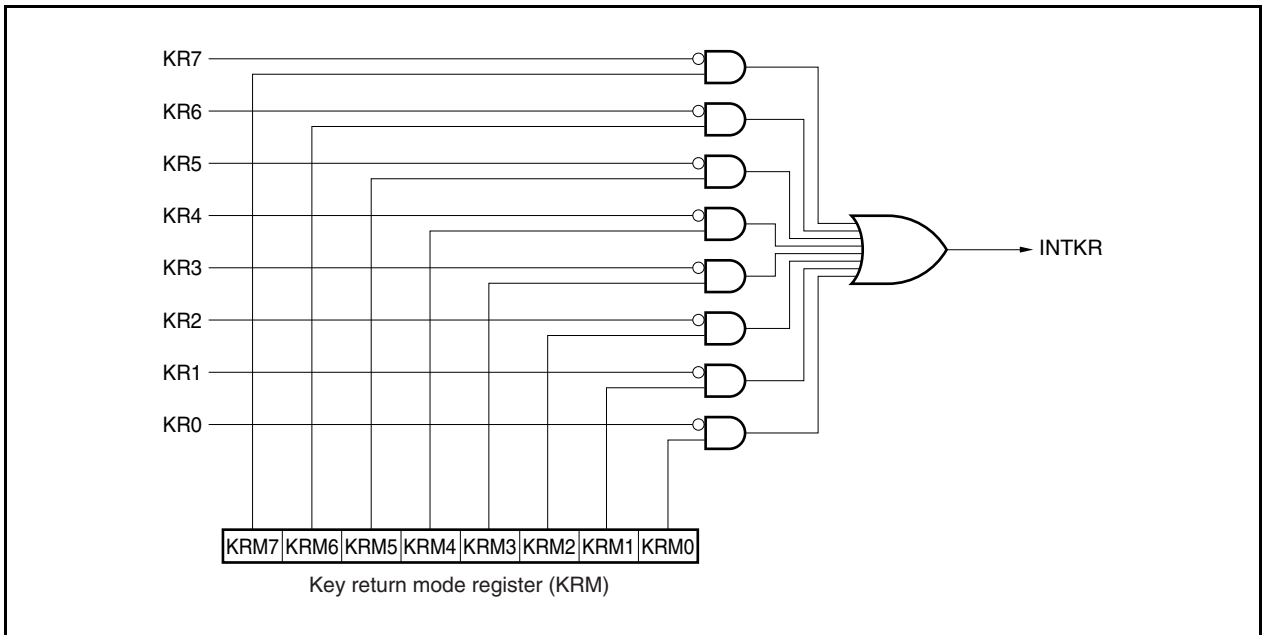 KR7
KR6
KR5
KR4
KR3
KR2
KR1
KR0
INTKR
KRM7 KRM6 KRM5 KRM4 KRM3 KRM2 KRM1 KRM0
Key return mode register (KRM)